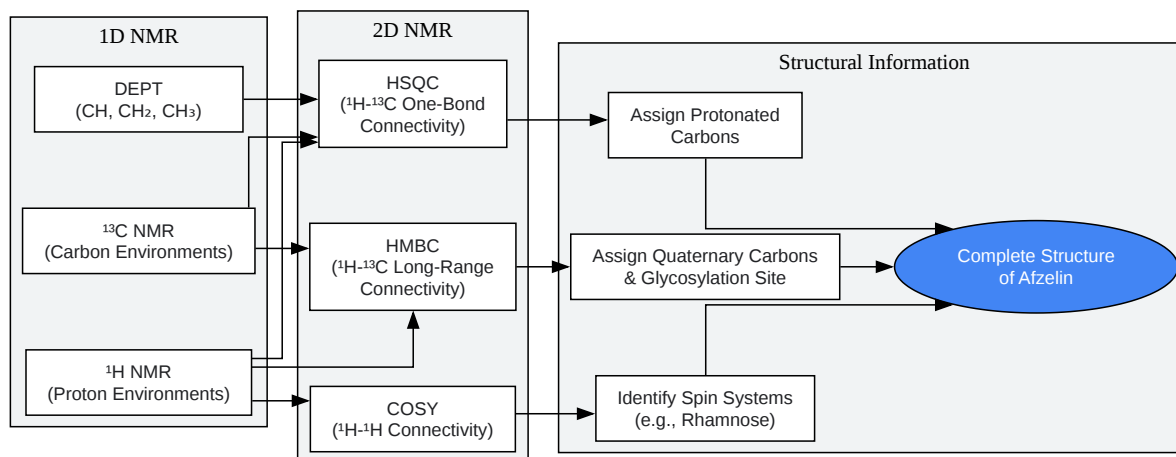 1D NMR
DEPT
(CH, CH₂, CH₃)
¹³C NMR
(Carbon Environments)
¹H NMR
(Proton Environments)
2D NMR
HSQC
(¹H-¹³C One-Bond
Connectivity)
HMBC
(¹H-¹³C Long-Range
Connectivity)
COSY
(¹H-¹H Connectivity)
Structural Information
Assign Protonated
Carbons
Assign Quaternary Carbons
& Glycosylation Site
Identify Spin Systems
(e.g., Rhamnose)
Complete Structure
of Afzelin